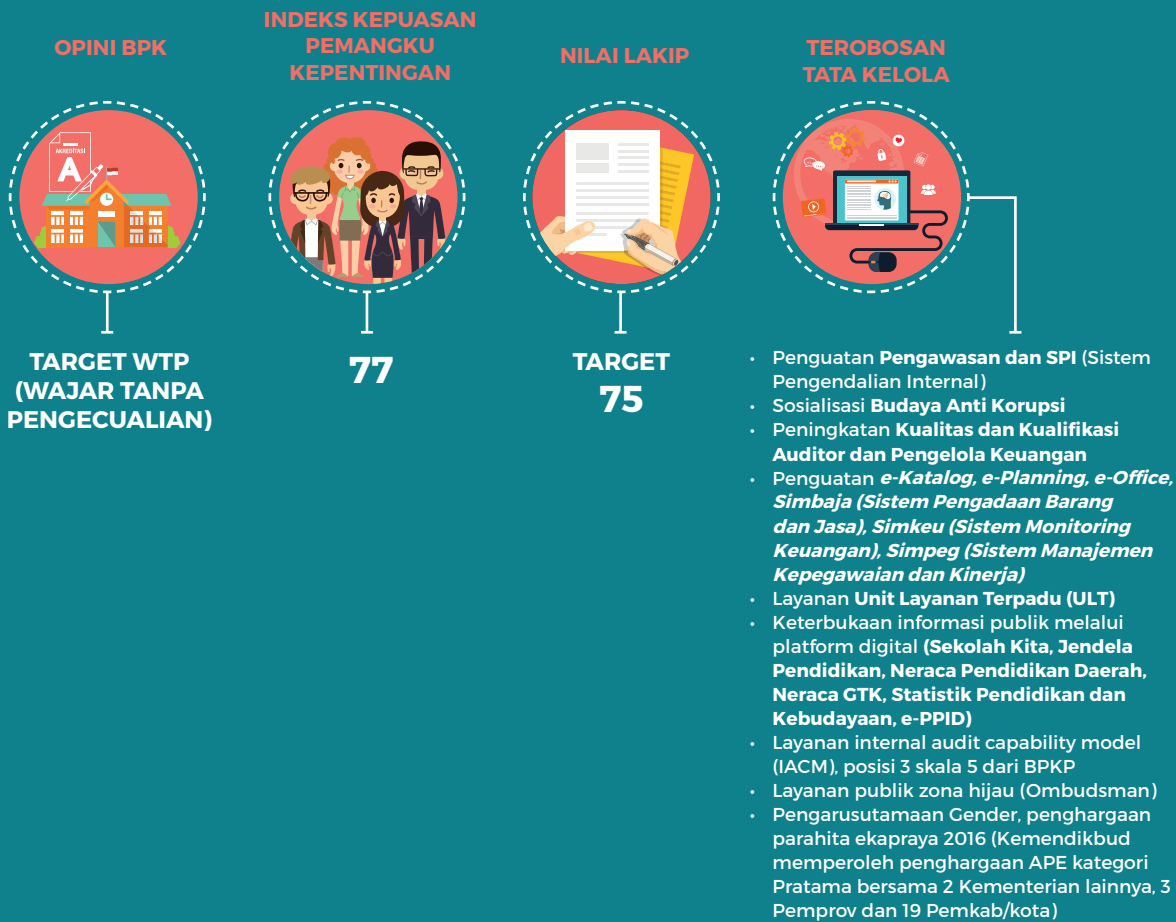 OPINI BPK
AKREDITASI
A
TARGET WTP
(WAJAR TANPA
PENGECUALIAN)
INDEKS KEPUASAN
PEMANGKU
KEPENTINGAN
77
NILAI LAKIP
TARGET
75
TEROBOSAN
TATA KELOLA
• Penguatan Pengawasan dan SPI (Sistem
Pengendalian Internal)
• Sosialisasi Budaya Anti Korupsi
• Peningkatan Kualitas dan Kualifikasi
Auditor dan Pengelola Keuangan
• Penguatan e-Katalog, e-Planning, e-Office,
Simbaja (Sistem Pengadaan Barang
dan Jasa), Simkeu (Sistem Monitoring
Keuangan), Simpeg (Sistem Manajemen
Kepegawaian dan Kinerja)
• Layanan Unit Layanan Terpadu (ULT)
• Keterbukaan informasi publik melalui
platform digital (Sekolah Kita, Jendela
Pendidikan, Neraca Pendidikan Daerah,
Neraca GTK, Statistik Pendidikan dan
Kebudayaan, e-PPID)
• Layanan internal audit capability model
(IACM), posisi 3 skala 5 dari BPKP
• Layanan publik zona hijau (Ombudsman)
• Pengarusutamaan Gender, penghargaan
parahita ekapraya 2016 (Kemendikbud
memperoleh penghargaan APE kategori
Pratama bersama 2 Kementerian lainnya, 3
Pemprov dan 19 Pemkab/kota)